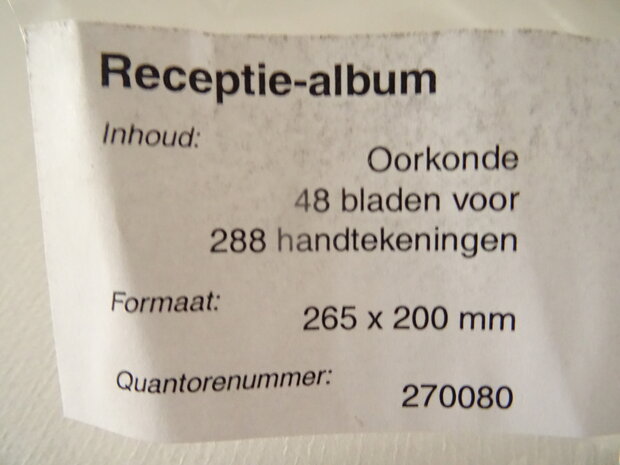 Receptie-album
Inhoud:
Oorkonde
48 bladen voor
288 handtekeningen
Formaat:
265 x 200 mm
Quantorenummer:
270080